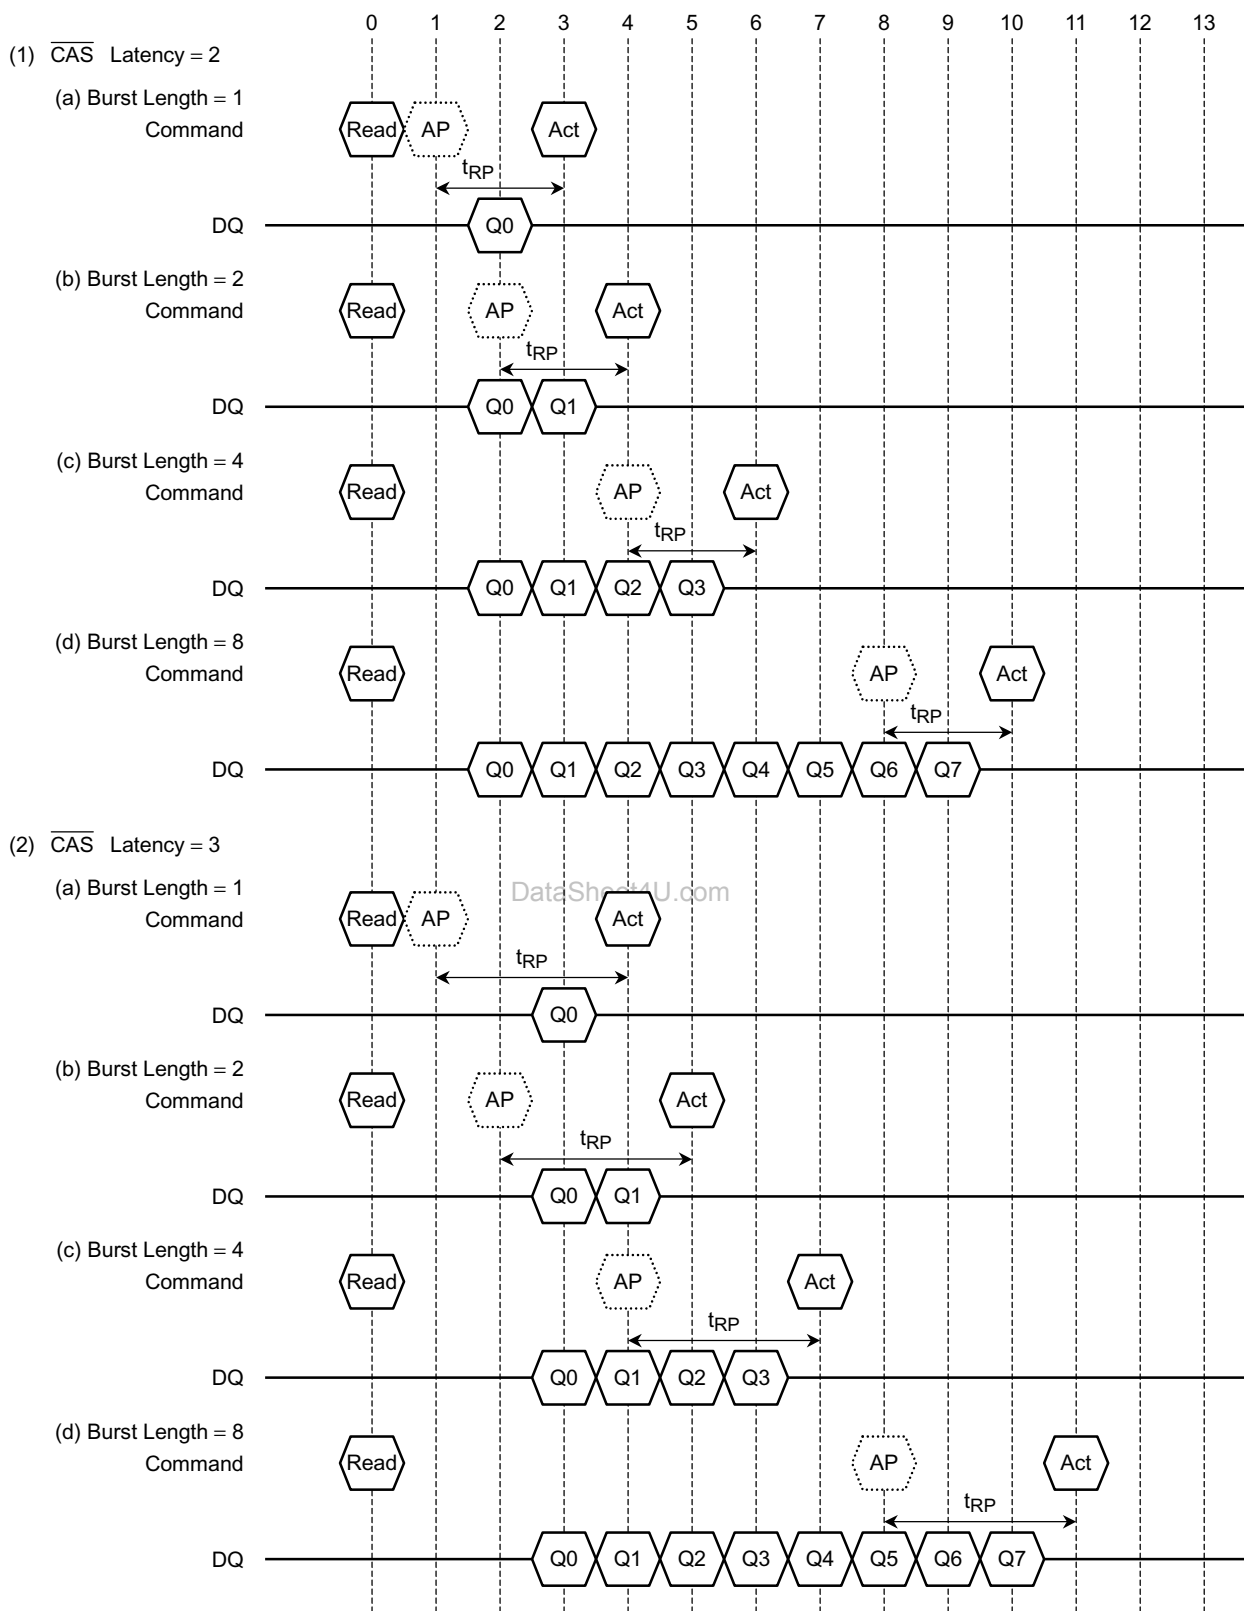 0 1 2 3 4 5 6 7 8 9 10 11 12 13
(1) CAS Latency = 2
(a) Burst Length = 1
Command Read AP Act
tRP
DQ Q0
(b) Burst Length = 2
Command Read AP Act
tRP
DQ Q0 Q1
(c) Burst Length = 4
Command Read AP Act
tRP
DQ Q0 Q1 Q2 Q3
(d) Burst Length = 8
Command Read AP Act
tRP
DQ Q0 Q1 Q2 Q3 Q4 Q5 Q6 Q7
(2) CAS Latency = 3
(a) Burst Length = 1
DataSheet4U.com
Command Read AP Act
tRP
DQ Q0
(b) Burst Length = 2
Command Read AP Act
tRP
DQ Q0 Q1
(c) Burst Length = 4
Command Read AP Act
tRP
DQ Q0 Q1 Q2 Q3
(d) Burst Length = 8
Command Read AP Act
tRP
DQ Q0 Q1 Q2 Q3 Q4 Q5 Q6 Q7